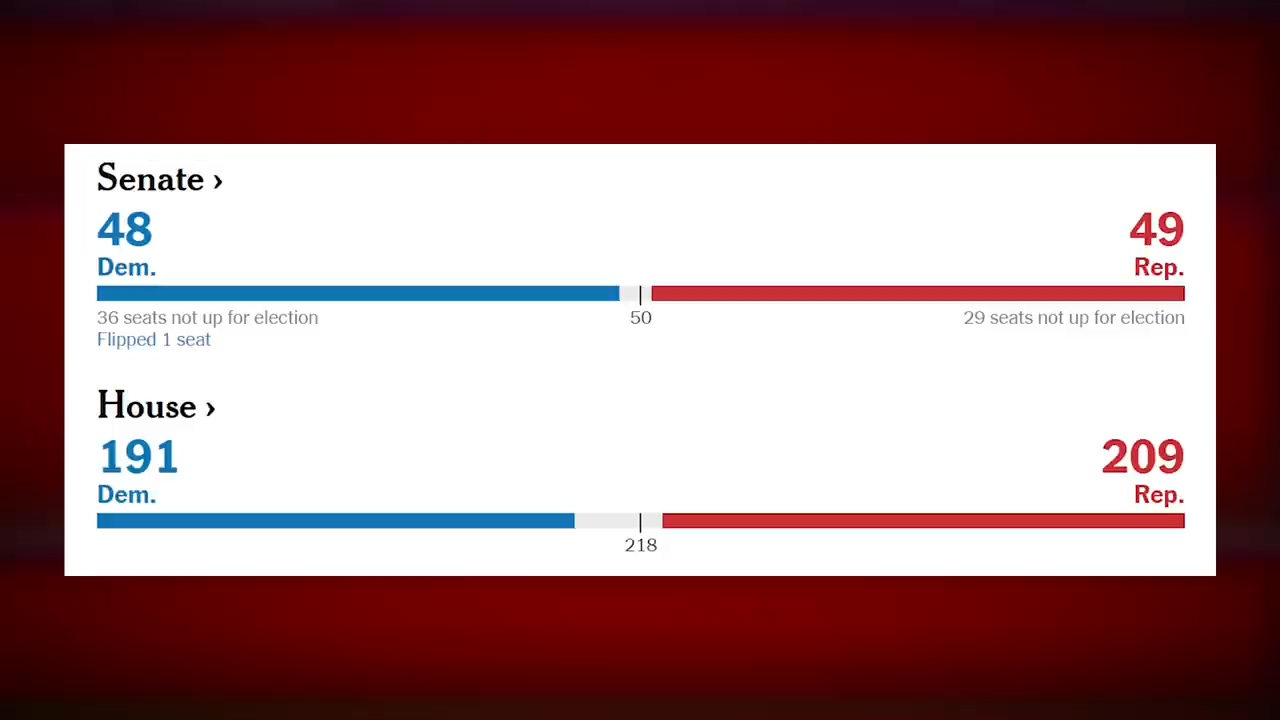 Senate ›
48 49
Dem. Rep.
50
36 seats not up for election 29 seats not up for election
Flipped 1 seat
House ›
191 209
Dem. Rep.
218